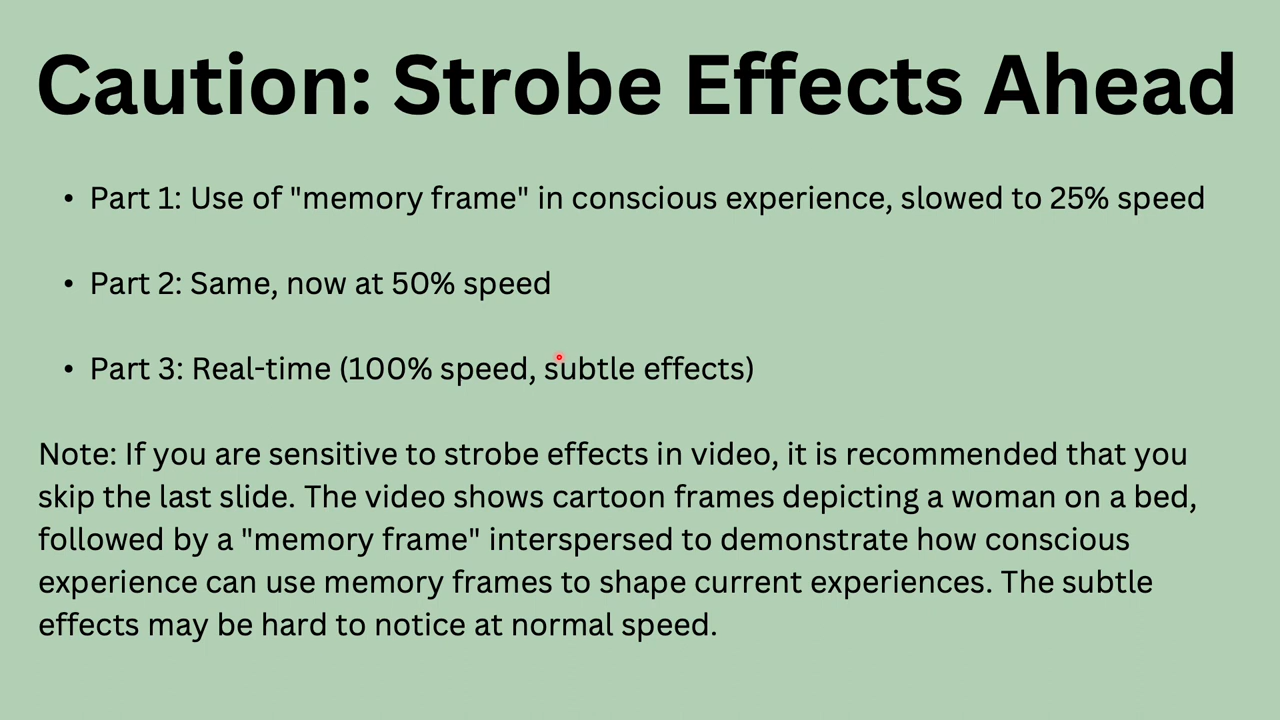 Caution: Strobe Effects Ahead
• Part 1: Use of "memory frame" in conscious experience, slowed to 25% speed
• Part 2: Same, now at 50% speed
• Part 3: Real-time (100% speed, subtle effects)
Note: If you are sensitive to strobe effects in video, it is recommended that you
skip the last slide. The video shows cartoon frames depicting a woman on a bed,
followed by a "memory frame" interspersed to demonstrate how conscious
experience can use memory frames to shape current experiences. The subtle
effects may be hard to notice at normal speed.